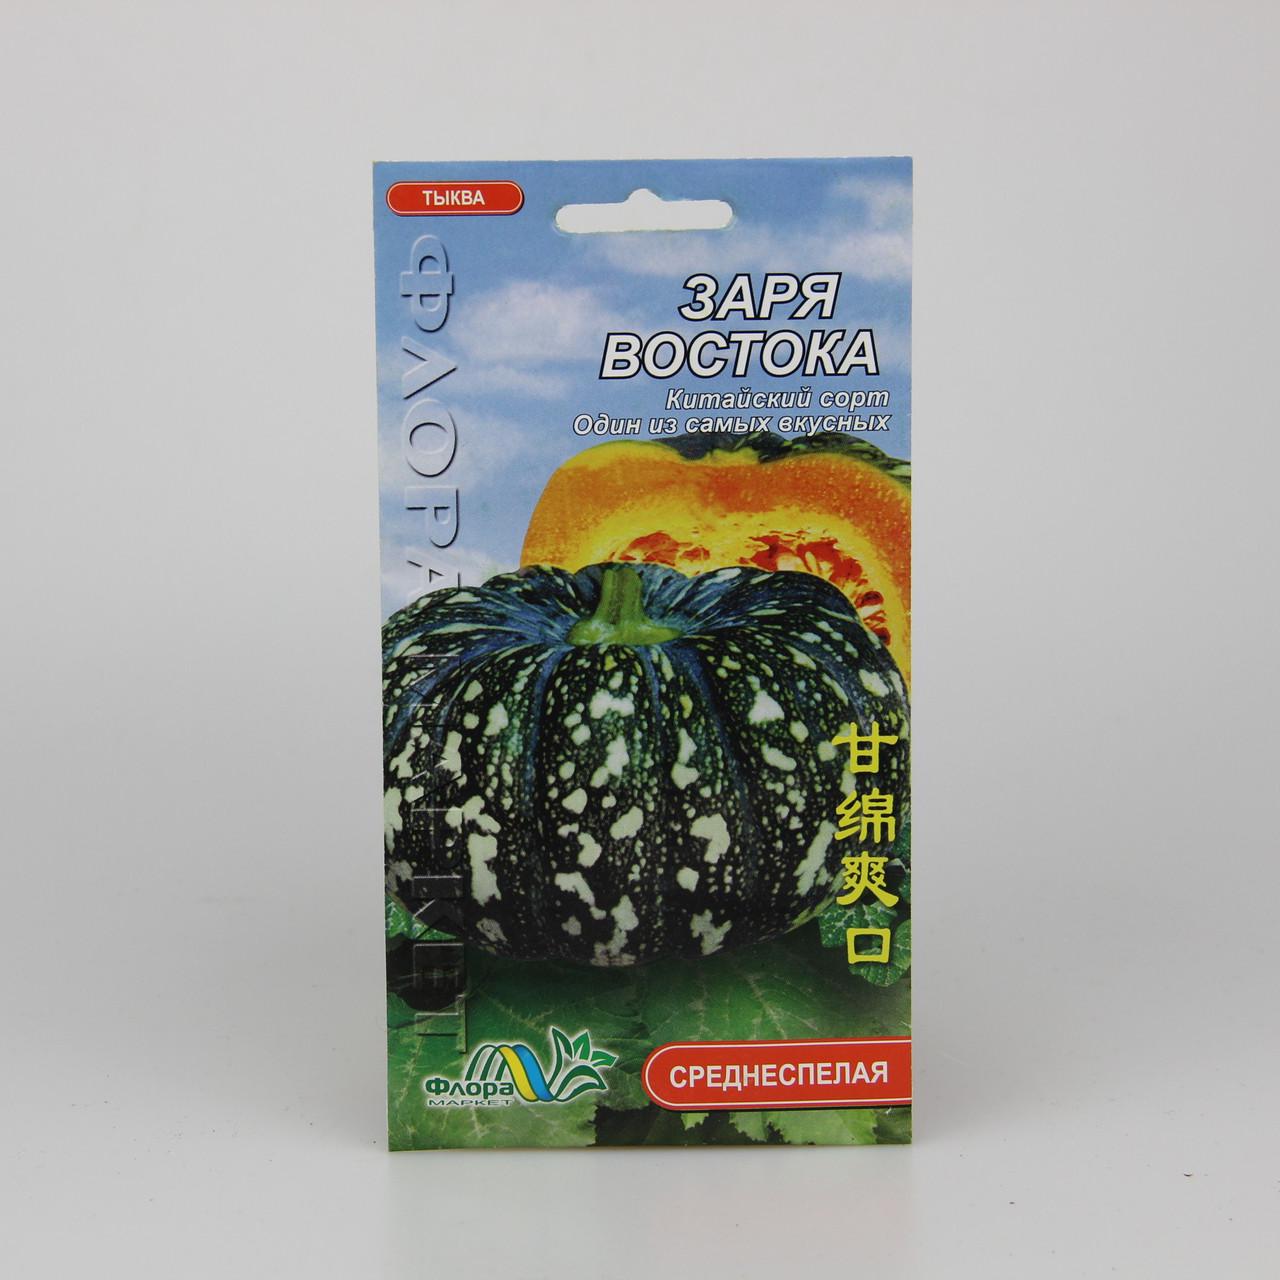 ТЫКВА
ФЛОРА МАРКЕТ
ЗАРЯ
ВОСТОКА
Китайский сорт
Один из самых вкусных
甘
绵
爽
口
Флора
МАРКЕТ
СРЕДНЕСПЕЛАЯ